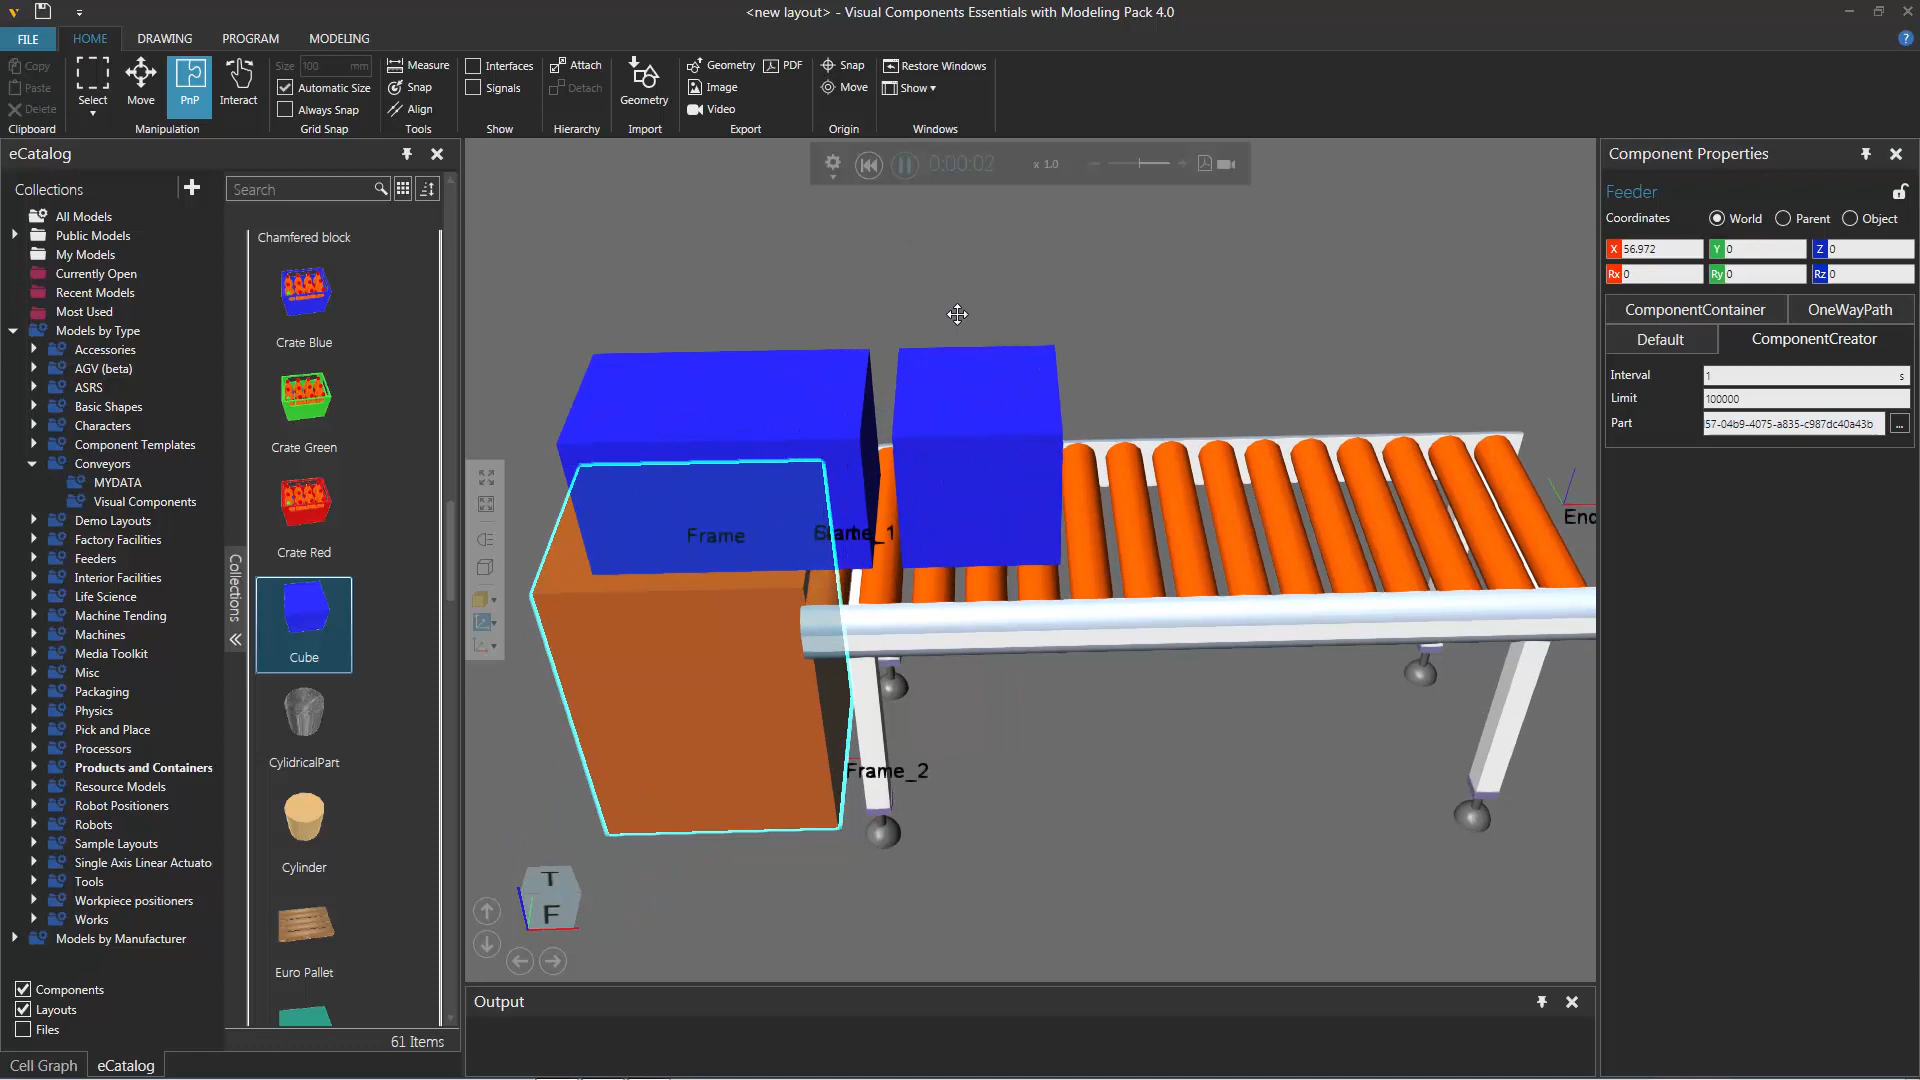 <new layout> - Visual Components Essentials with Modeling Pack 4.0
FILE
HOME
DRAWING
PROGRAM
MODELING
Copy
Paste
Delete
Clipboard
Select
Move
PnP
Interact
Manipulation
Size
100
mm
Automatic Size
Always Snap
Grid Snap
Measure
Snap
Align
Tools
Interfaces
Signals
Show
Attach
Detach
Hierarchy
Geometry
Import
Geometry
PDF
Image
Video
Export
Snap
Move
Origin
Restore Windows
Show
Windows
eCatalog
Collections
All Models
Public Models
My Models
Currently Open
Recent Models
Most Used
Models by Type
Accessories
AGV (beta)
ASRS
Basic Shapes
Characters
Component Templates
Conveyors
MYDATA
Visual Components
Demo Layouts
Factory Facilities
Feeders
Interior Facilities
Life Science
Machine Tending
Machines
Media Toolkit
Misc
Packaging
Physics
Pick and Place
Processors
Products and Containers
Resource Models
Robot Positioners
Robots
Sample Layouts
Single Axis Linear Actuato
Tools
Workpiece positioners
Works
Models by Manufacturer
Components
Layouts
Files
Cell Graph
eCatalog
Collections
Search
Chamfered block
Crate Blue
Crate Green
Crate Red
Cube
CylidricalPart
Cylinder
Euro Pallet
61 Items
0:00:02
x 1.0
Frame
Frame_2
End
T
F
Output
Component Properties
Feeder
Coordinates
World
Parent
Object
X 56.972
Y 0
Z 0
Rx 0
Ry 0
Rz 0
ComponentContainer
OneWayPath
Default
ComponentCreator
Interval
1
s
Limit
100000
Part
57-04b9-4075-a835-c987dc40a43b
...